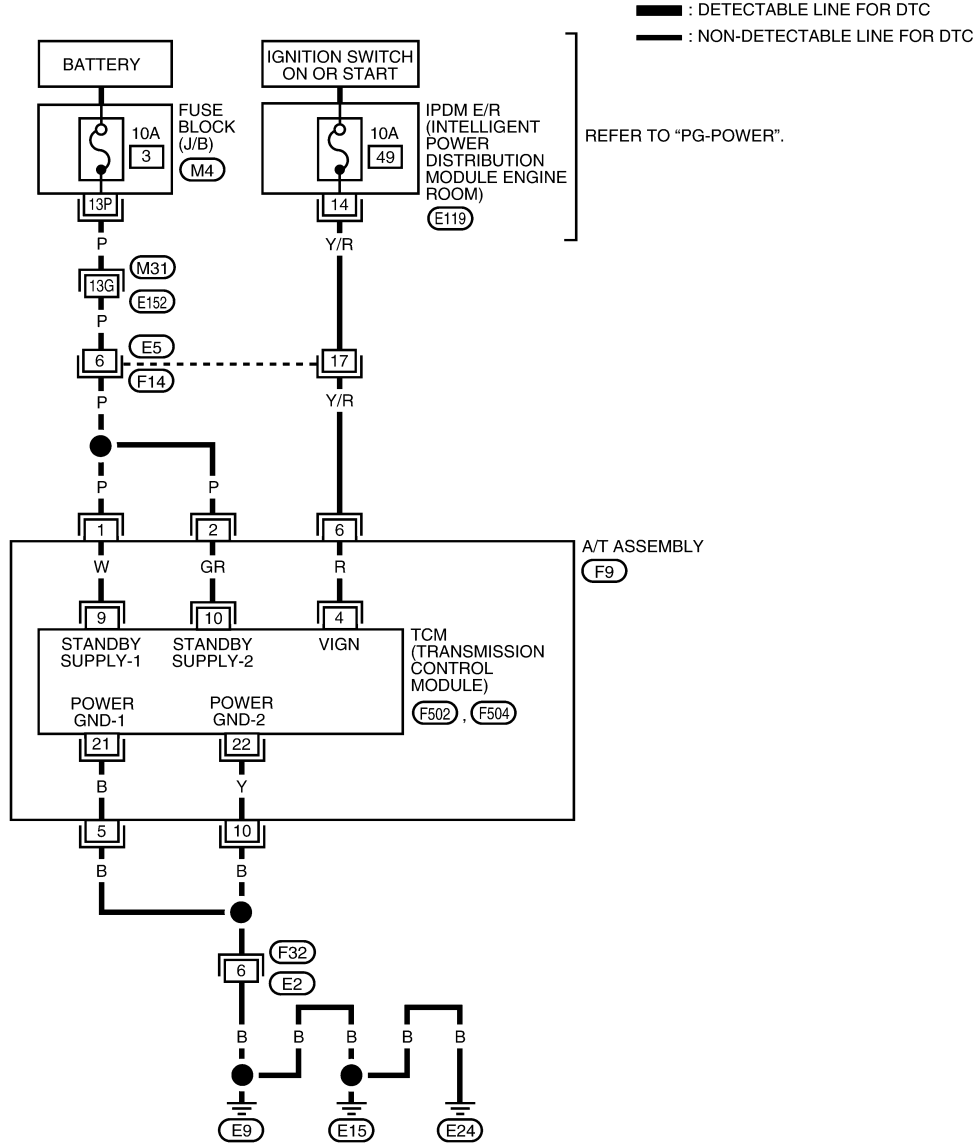 : DETECTABLE LINE FOR DTC
: NON-DETECTABLE LINE FOR DTC
BATTERY
IGNITION SWITCH
ON OR START
FUSE
BLOCK
(J/B)
M4
10A
3
IPDM E/R
(INTELLIGENT
POWER
DISTRIBUTION
MODULE ENGINE
ROOM)
E119
10A
49
REFER TO “PG-POWER”.
13P
14
P
Y/R
M31
13G
E152
P
E5
6
17
F14
P
Y/R
P
P
1
2
6
A/T ASSEMBLY
F9
W
GR
R
9
10
4
STANDBY
SUPPLY-1
STANDBY
SUPPLY-2
VIGN
TCM
(TRANSMISSION
CONTROL
MODULE)
F502 , F504
POWER
GND-1
POWER
GND-2
21
22
B
Y
5
10
B
B
F32
6
E2
B
B
B
B
B
E9
E15
E24